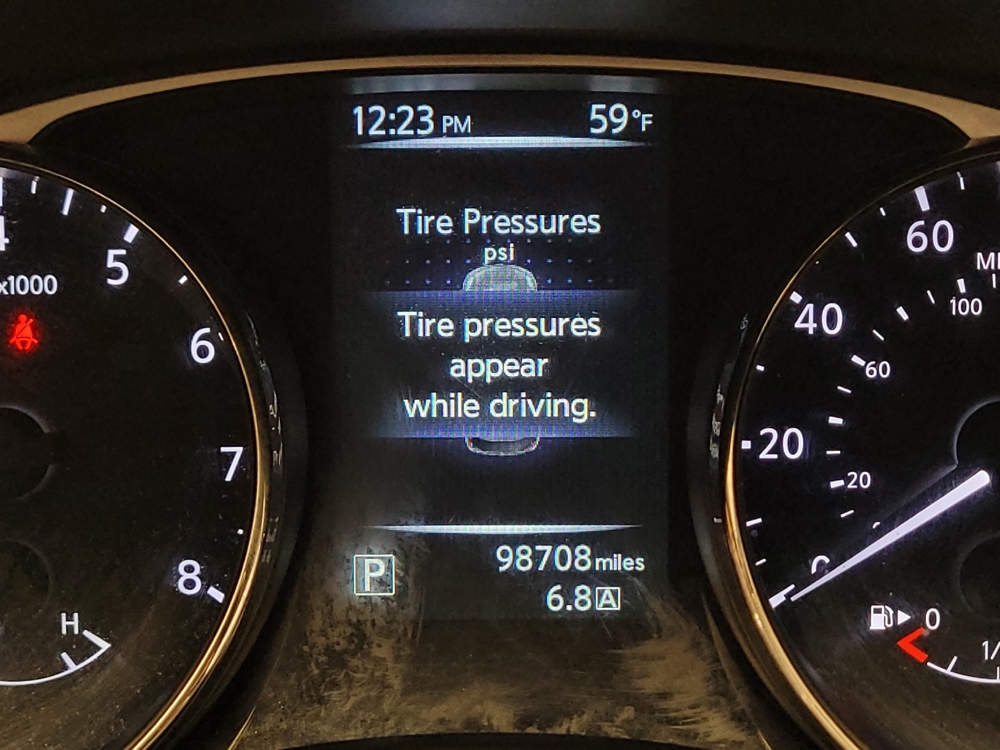 12:23 PM 59°F
Tire Pressures
psi
Tire pressures
appear
while driving.
P
98708 miles
6.8 A
x1000
5
6
7
8
H
60
40
20
0
100
60
20
0